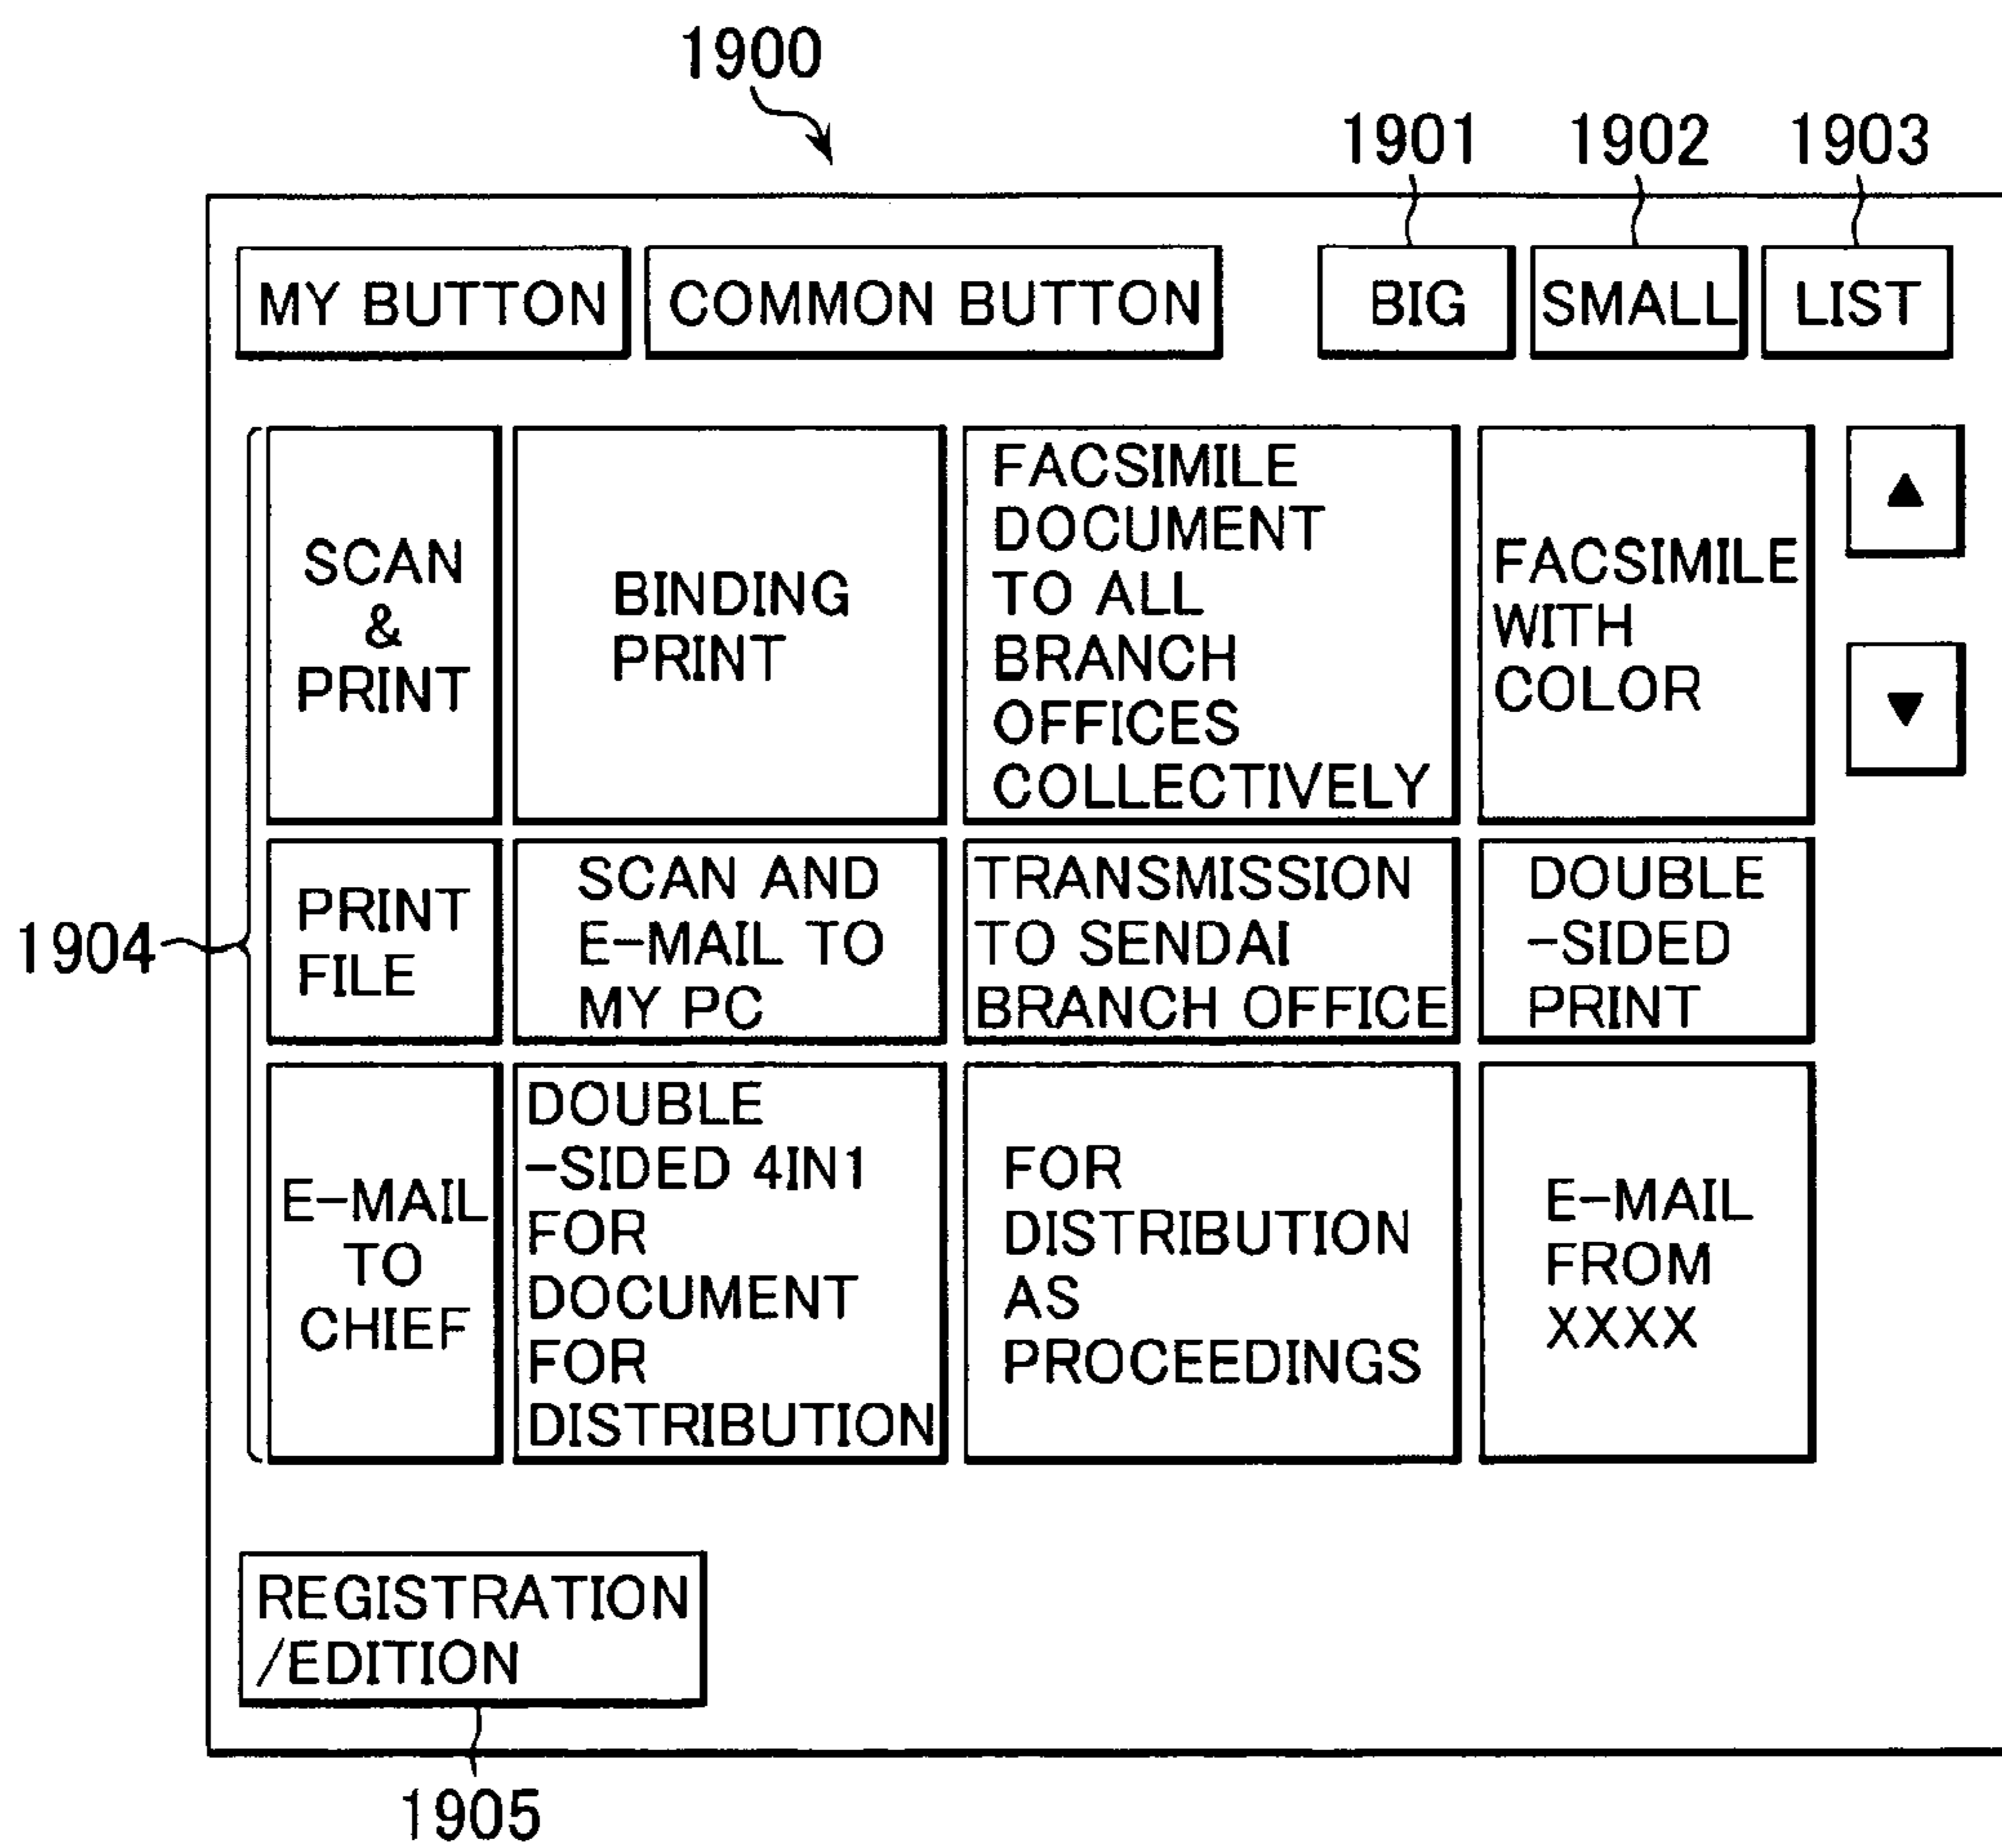 1900
1901 1902 1903
MY BUTTON COMMON BUTTON BIG SMALL LIST
SCAN
&
PRINT
BINDING
PRINT
FACSIMILE
DOCUMENT
TO ALL
BRANCH
OFFICES
COLLECTIVELY
FACSIMILE
WITH
COLOR
▲
▼
1904
PRINT
FILE
SCAN AND
E-MAIL TO
MY PC
TRANSMISSION
TO SENDAI
BRANCH OFFICE
DOUBLE
-SIDED
PRINT
E-MAIL
TO
CHIEF
DOUBLE
-SIDED 4IN1
FOR
DOCUMENT
FOR
DISTRIBUTION
FOR
DISTRIBUTION
AS
PROCEEDINGS
E-MAIL
FROM
XXXX
REGISTRATION
/EDITION
1905